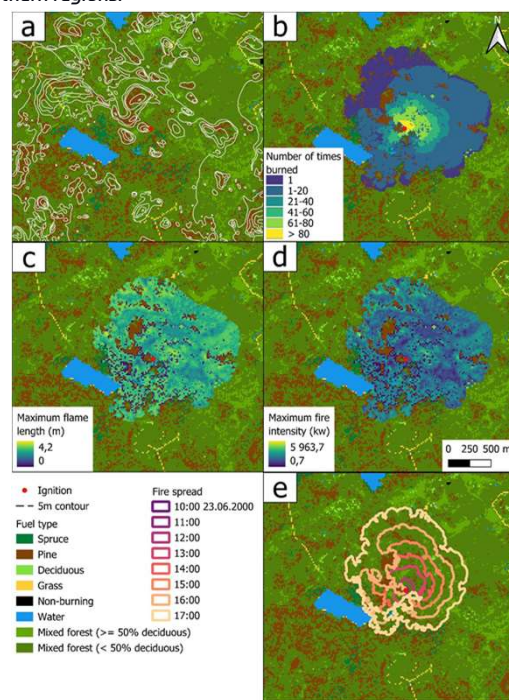 a
b
N
Number of times
burned
1
1-20
21-40
41-60
61-80
> 80
c
d
Maximum flame
length (m)
4,2
0
Maximum fire
intensity (kw)
5 963,7
0,7
0 250 500 m
Ignition
5m contour
Fuel type
Spruce
Pine
Deciduous
Grass
Non-burning
Water
Mixed forest (>= 50% deciduous)
Mixed forest (< 50% deciduous)
Fire spread
10:00 23.06.2000
11:00
12:00
13:00
14:00
15:00
16:00
17:00
e